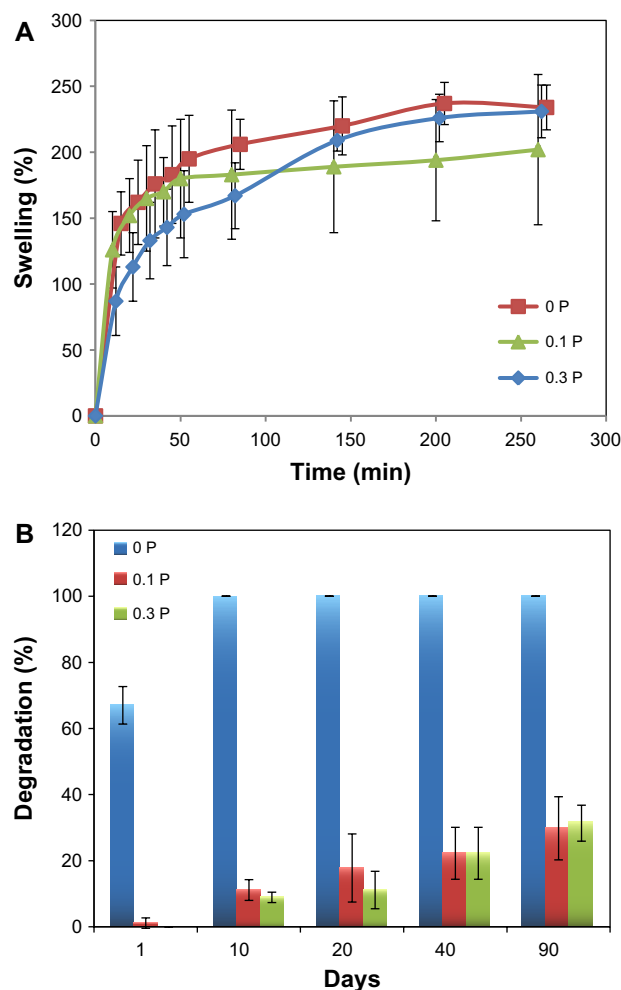 A
300
250
200
150
100
50
0
Swelling (%)
0 P
0.1 P
0.3 P
0 50 100 150 200 250 300
Time (min)
B
120
100
80
60
40
20
0
Degradation (%)
0 P
0.1 P
0.3 P
1 10 20 40 90
Days